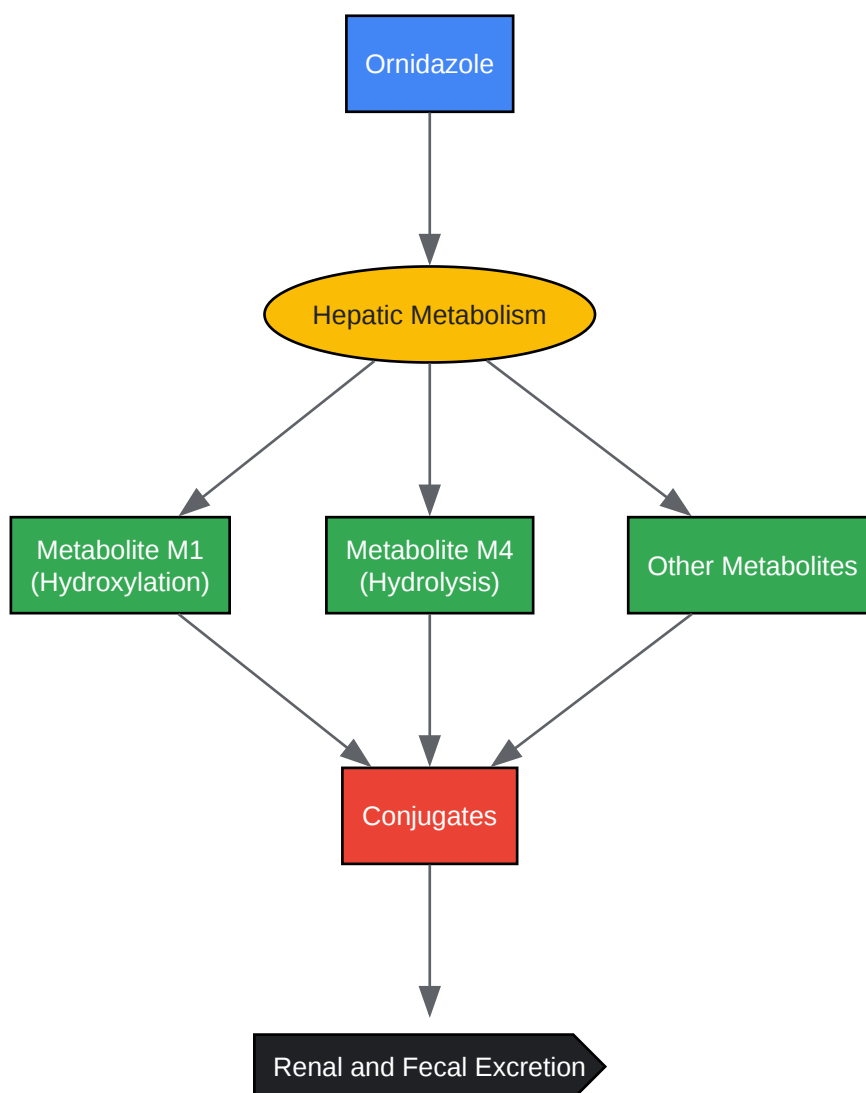 Ornidazole
Hepatic Metabolism
Metabolite M1
(Hydroxylation)
Metabolite M4
(Hydrolysis)
Other Metabolites
Conjugates
Renal and Fecal Excretion